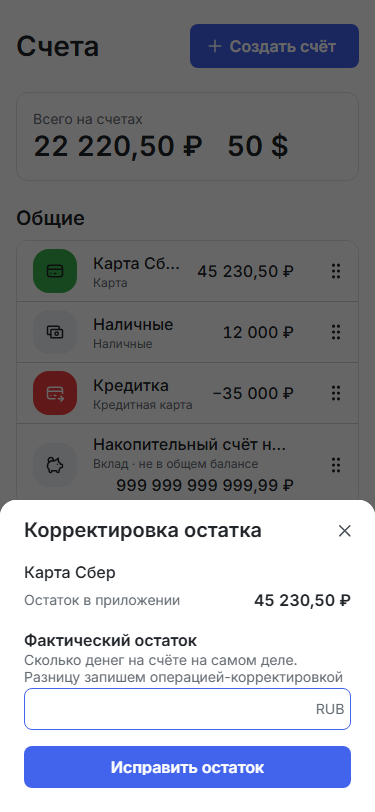 Счета
Создать счёт
Всего на счетах
22 220,50 ₽ 50 $
Общие
Карта Сб... 45 230,50 ₽
Карта
Наличные 12 000 ₽
Наличные
Кредитка −35 000 ₽
Кредитная карта
Накопительный счёт н...
Вклад · не в общем балансе
999 999 999 999,99 ₽
Корректировка остатка
Карта Сбер
Остаток в приложении 45 230,50 ₽
Фактический остаток
Сколько денег на счёте на самом деле.
Разницу запишем операцией-корректировкой
RUB
Исправить остаток